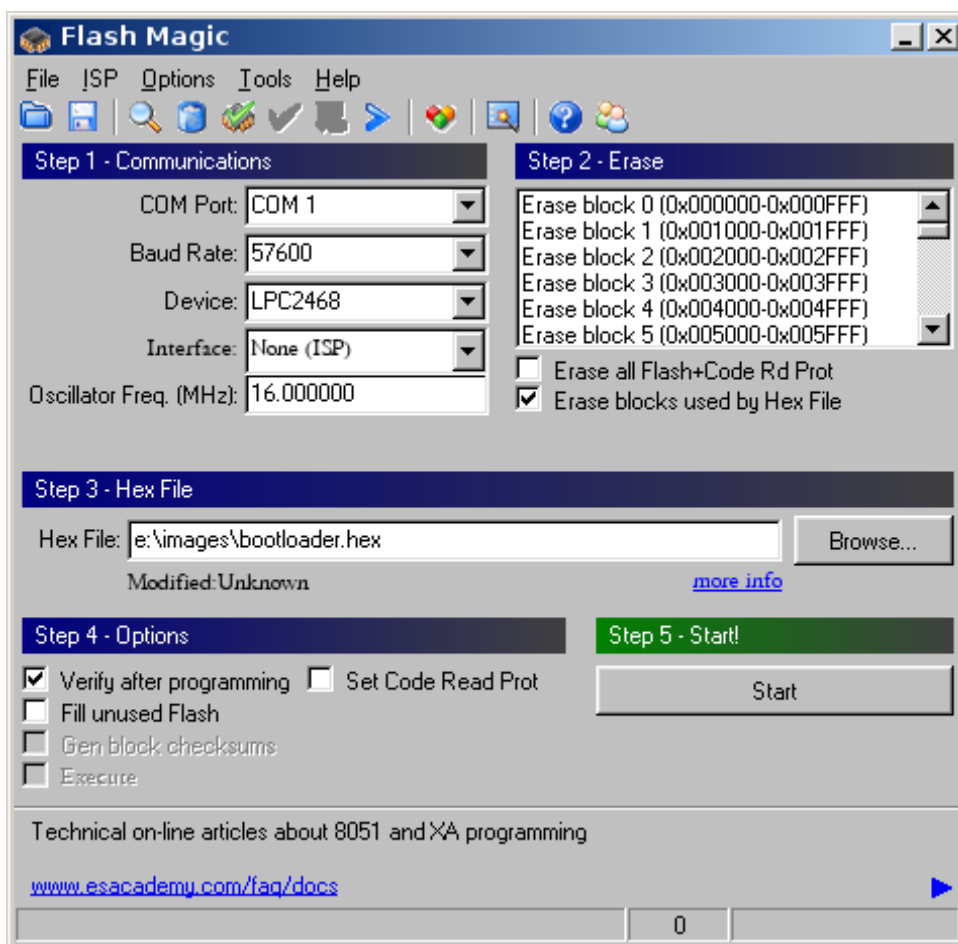 Flash Magic
File ISP Options Tools Help
Step 1 - Communications
COM Port: COM 1
Baud Rate: 57600
Device: LPC2468
Interface: None (ISP)
Oscillator Freq. (MHz): 16.000000
Step 2 - Erase
Erase block 0 (0x000000-0x000FFF)
Erase block 1 (0x001000-0x001FFF)
Erase block 2 (0x002000-0x002FFF)
Erase block 3 (0x003000-0x003FFF)
Erase block 4 (0x004000-0x004FFF)
Erase block 5 (0x005000-0x005FFF)
Erase all Flash+Code Rd Prot
Erase blocks used by Hex File
Step 3 - Hex File
Hex File: e:\images\bootloader.hex Browse...
Modified:Unknown more info
Step 4 - Options
Verify after programming Set Code Read Prot
Fill unused Flash
Gen block checksums
Execute
Step 5 - Start!
Start
Technical on-line articles about 8051 and XA programming
www.esacademy.com/faq/docs
0